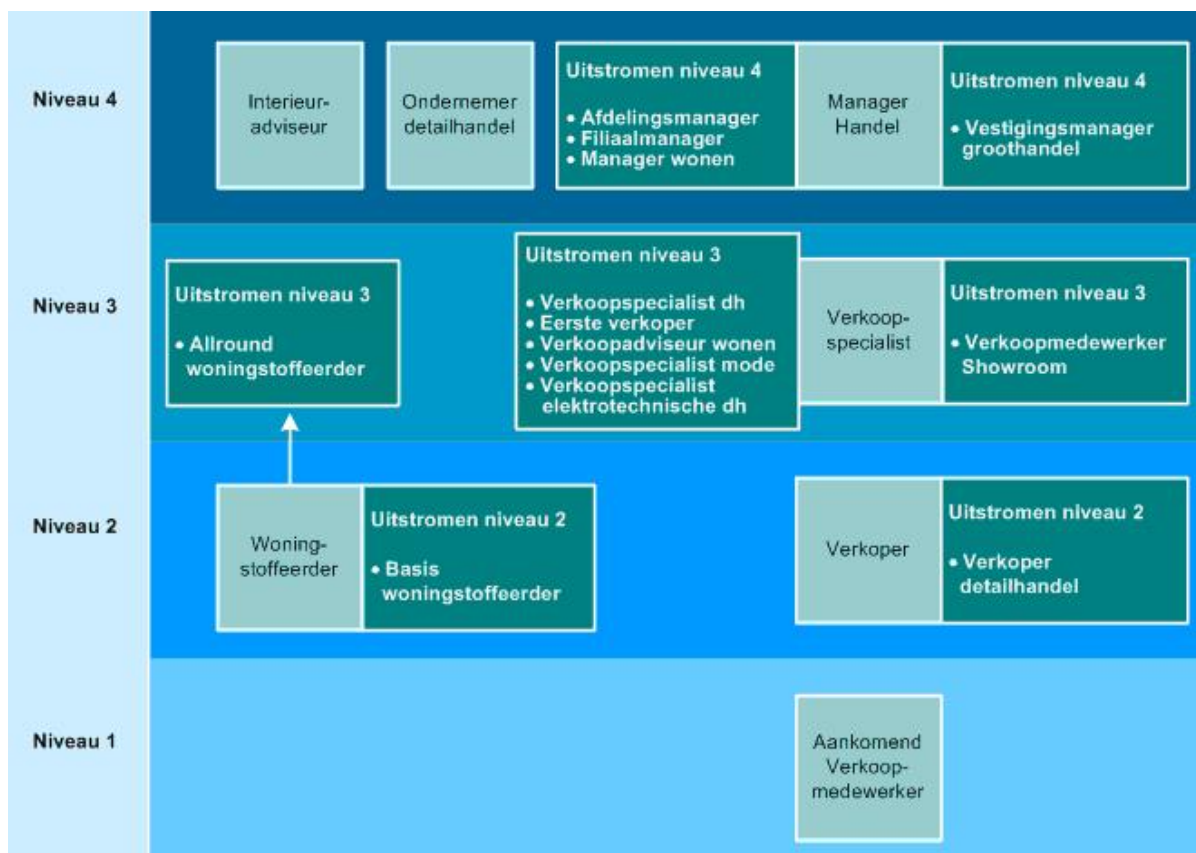 Niveau 4
Interieur-
adviseur
Ondernemer
detailhandel
Uitstromen niveau 4
• Afdelingsmanager
• Filiaalmanager
• Manager wonen
Manager
Handel
Uitstromen niveau 4
• Vestigingsmanager
groothandel
Niveau 3
Uitstromen niveau 3
• Allround
woningstoffeerder
Uitstromen niveau 3
• Verkoopspecialist dh
• Eerste verkoper
• Verkoopadviseur wonen
• Verkoopspecialist mode
• Verkoopspecialist
elektrotechnische dh
Verkoop-
specialist
Uitstromen niveau 3
• Verkoopmedewerker
Showroom
Niveau 2
Woning-
stoffeerder
Uitstromen niveau 2
• Basis
woningstoffeerder
Verkoper
Uitstromen niveau 2
• Verkoper
detailhandel
Niveau 1
Aankomend
Verkoop-
medewerker